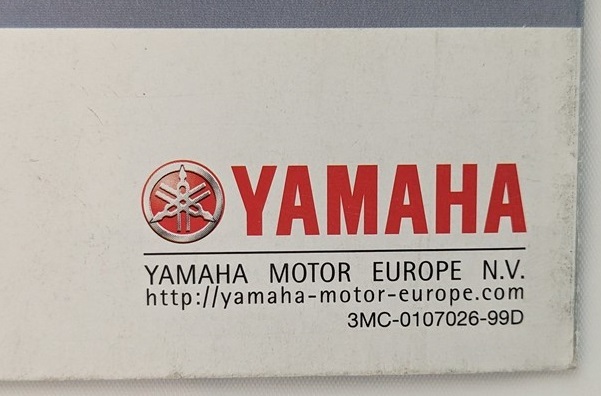 YAMAHA
YAMAHA MOTOR EUROPE N.V.
http://yamaha-motor-europe.com
3MC-0107026-99D